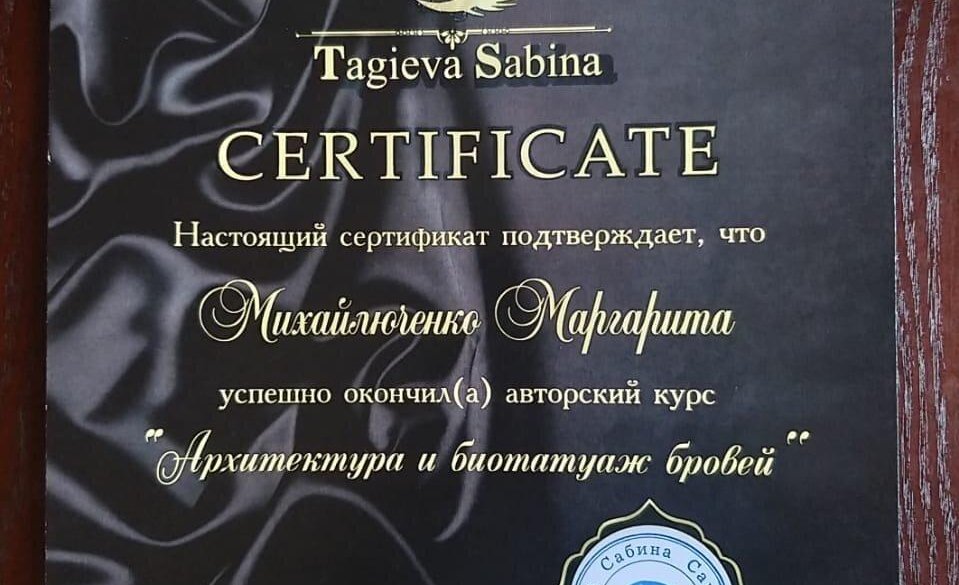 Tagieva Sabina
CERTIFICATE
Настоящий сертификат подтверждает, что
Михайлюченко Маргарита
успешно окончил(а) авторский курс
"Архитектура и биотатуаж бровей"
Сабина